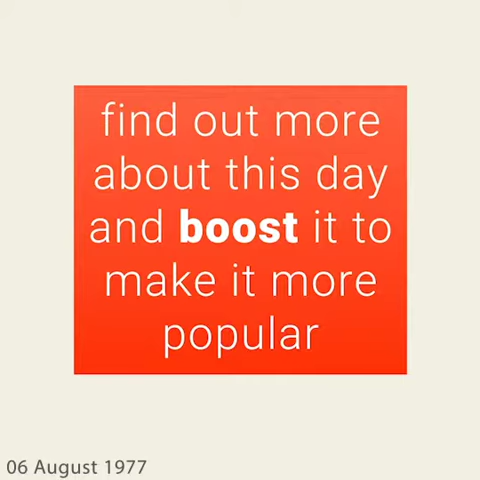 find out more
about this day
and boost it to
make it more
popular
06 August 1977